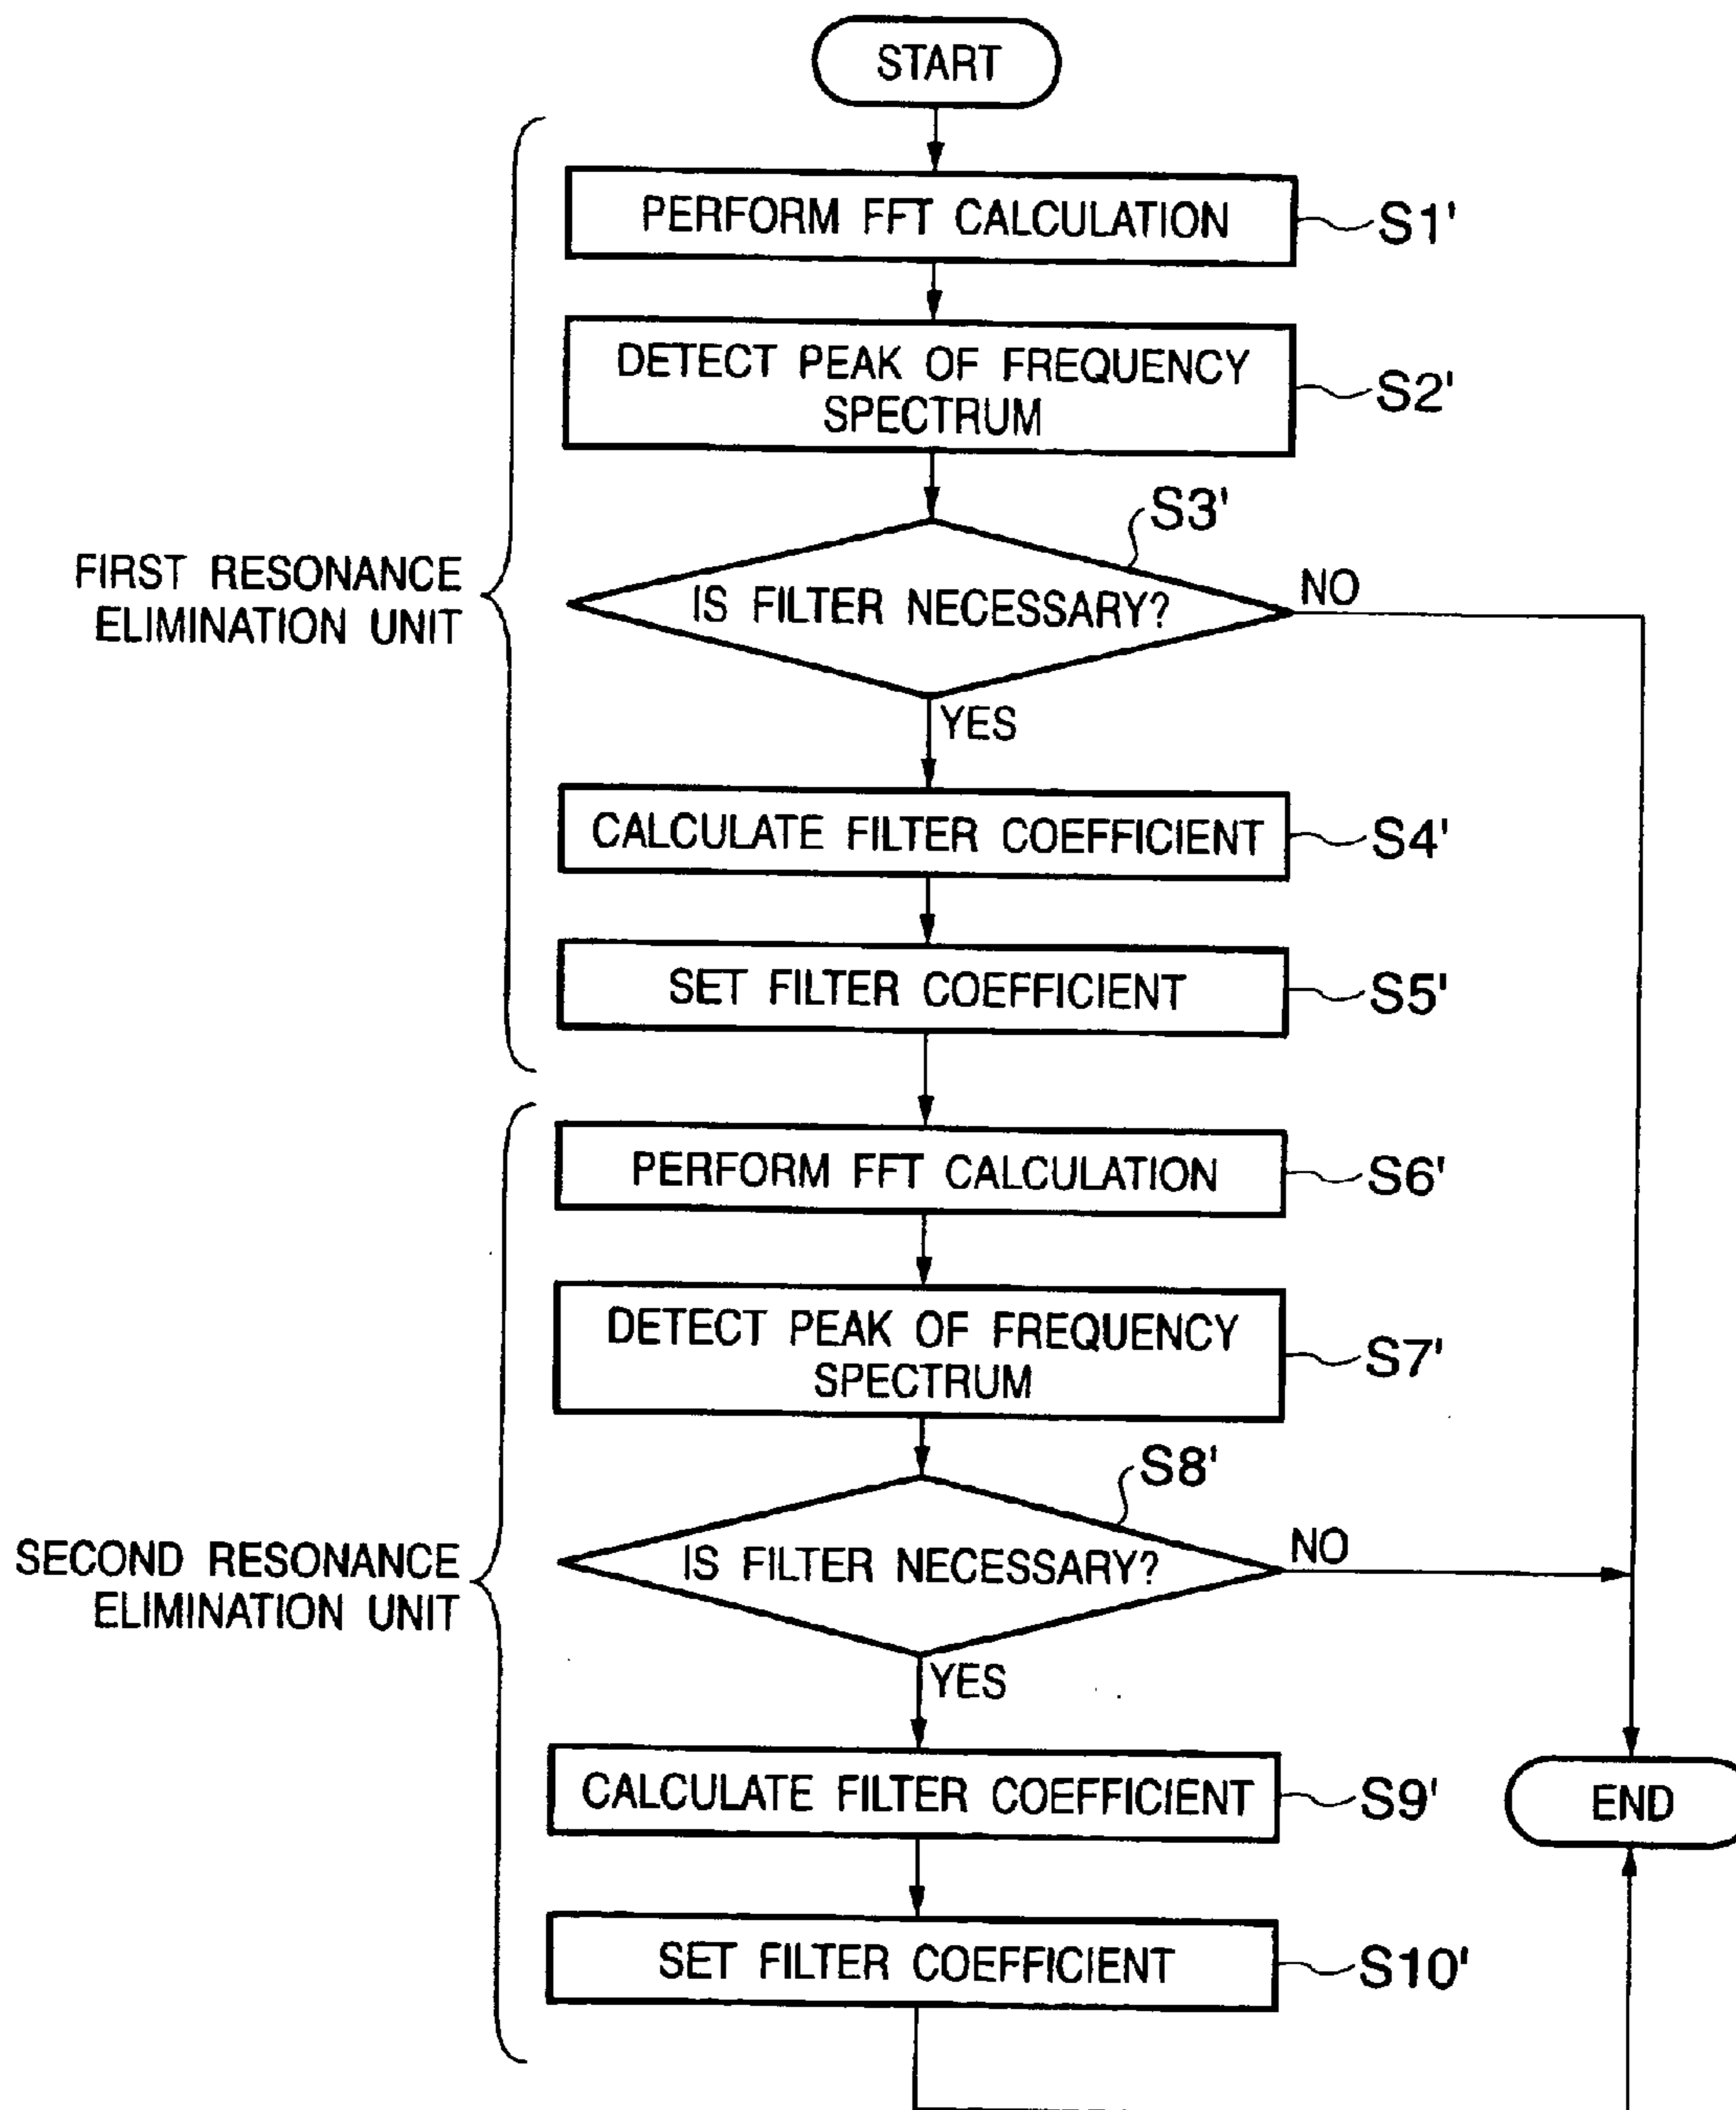 START
PERFORM FFT CALCULATION
S1'
DETECT PEAK OF FREQUENCY
SPECTRUM
S2'
S3'
FIRST RESONANCE
ELIMINATION UNIT
IS FILTER NECESSARY?
NO
YES
CALCULATE FILTER COEFFICIENT
S4'
SET FILTER COEFFICIENT
S5'
PERFORM FFT CALCULATION
S6'
DETECT PEAK OF FREQUENCY
SPECTRUM
S7'
S8'
SECOND RESONANCE
ELIMINATION UNIT
IS FILTER NECESSARY?
NO
YES
CALCULATE FILTER COEFFICIENT
S9'
END
SET FILTER COEFFICIENT
S10'